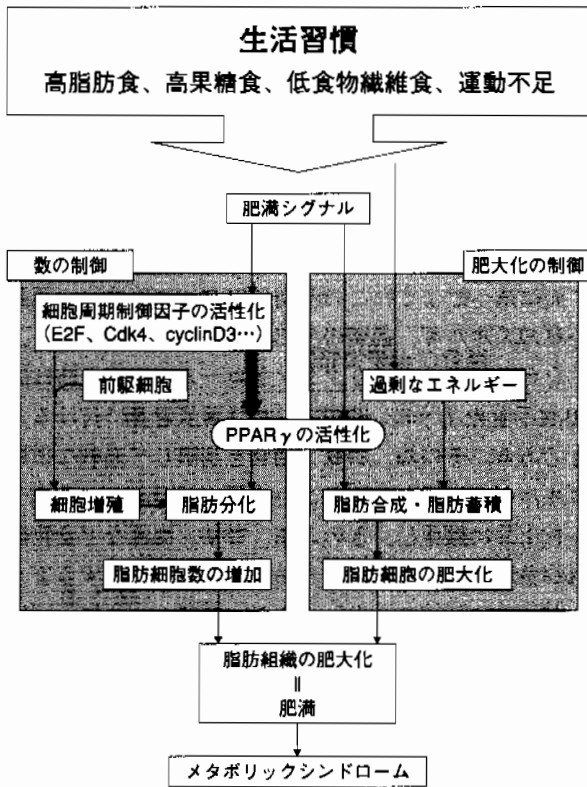 生活習慣
高脂肪食、高果糖食、低食物繊維食、運動不足
肥満シグナル
数の制御
肥大化の制御
細胞周期制御因子の活性化
(E2F、Cdk4、cyclinD3…)
前駆細胞
過剰なエネルギー
PPARγの活性化
細胞増殖
脂肪分化
脂肪合成・脂肪蓄積
脂肪細胞数の増加
脂肪細胞の肥大化
脂肪組織の肥大化
॥
肥満
メタボリックシンドローム